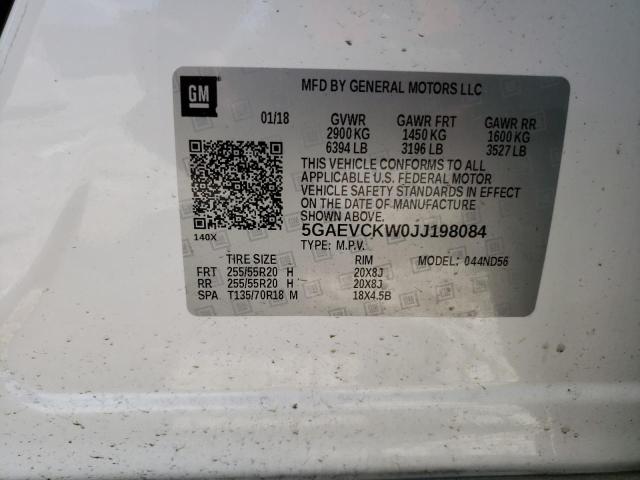 GM
MFD BY GENERAL MOTORS LLC
01/18 GVWR GAWR FRT GAWR RR
2900 KG 1450 KG 1600 KG
6394 LB 3196 LB 3527 LB
THIS VEHICLE CONFORMS TO ALL
APPLICABLE U.S. FEDERAL MOTOR
VEHICLE SAFETY STANDARDS IN EFFECT
ON THE DATE OF MANUFACTURE
SHOWN ABOVE.
140X
5GAEVCKW0JJ198084
TYPE: M.P.V.
TIRE SIZE RIM MODEL: 044ND56
FRT 255/55R20 H 20X8J
RR 255/55R20 H 20X8J
SPA T135/70R18 M 18X4.5B